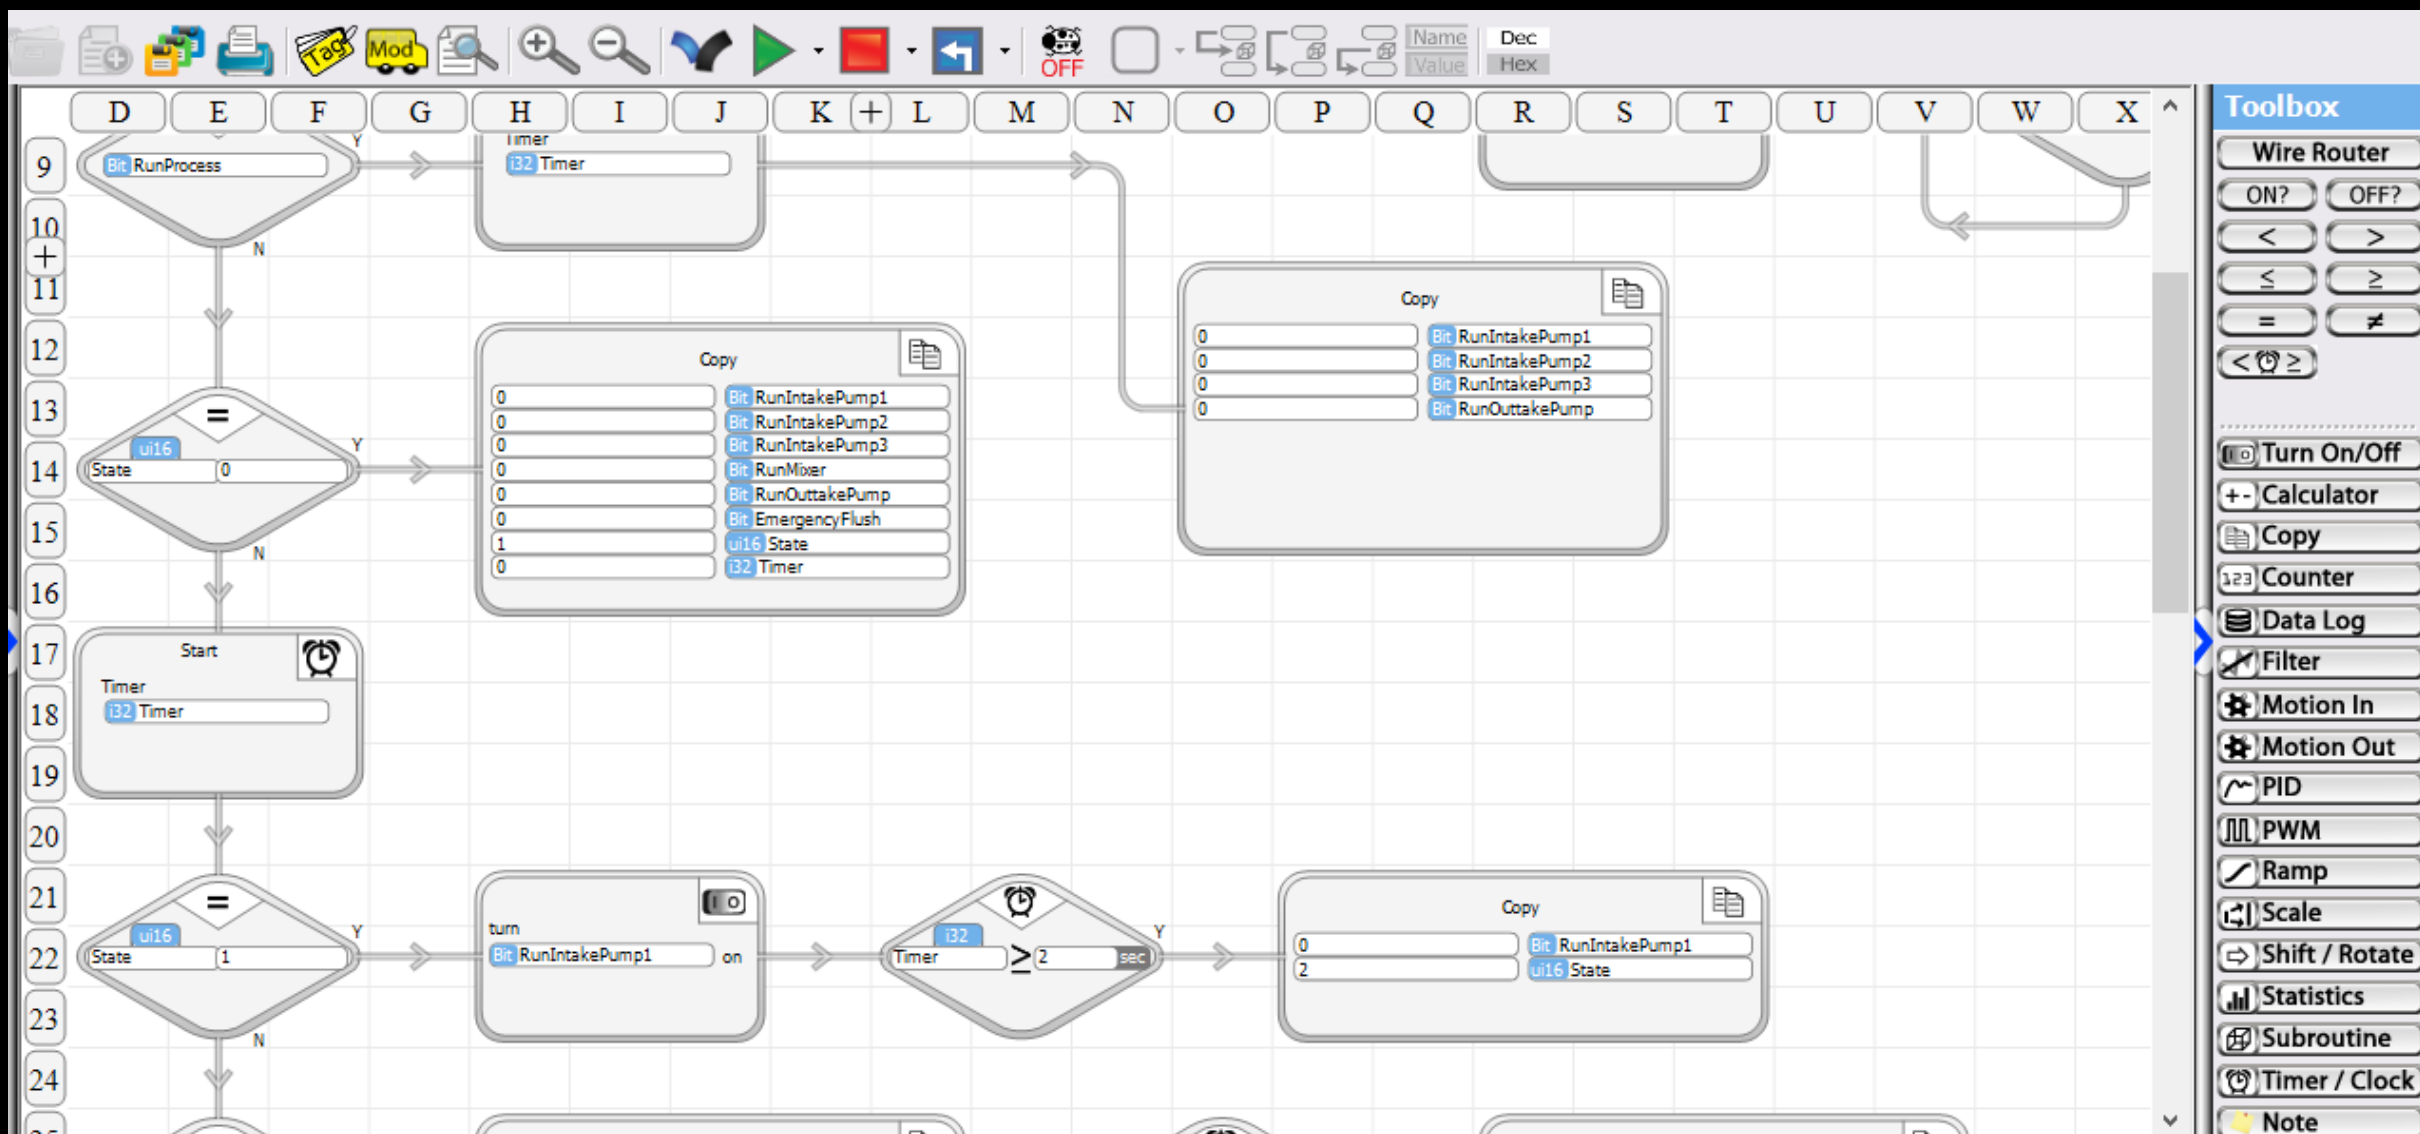 Tag
Mod
OFF
Name
Value
Dec
Hex
D E F G H I J K + L M N O P Q R S T U V W X
Toolbox
Wire Router
ON? OFF?
< >
≤ ≥
= ≠
< ≥
Turn On/Off
+- Calculator
Copy
123 Counter
Data Log
Filter
Motion In
Motion Out
PID
PWM
Ramp
Scale
Shift / Rotate
Statistics
Subroutine
Timer / Clock
Note
9
10
+
11
12
13
14
15
16
17
18
19
20
21
22
23
24
Bit RunProcess
Y
N
Timer
i32 Timer
Copy
0 Bit RunIntakePump1
0 Bit RunIntakePump2
0 Bit RunIntakePump3
0 Bit RunOuttakePump
=
ui16
State 0
Y
N
Copy
0 Bit RunIntakePump1
0 Bit RunIntakePump2
0 Bit RunIntakePump3
0 Bit RunMixer
0 Bit RunOuttakePump
0 Bit EmergencyFlush
1 ui16 State
0 i32 Timer
Start
Timer
i32 Timer
=
ui16
State 1
Y
N
turn
Bit RunIntakePump1 on
i32
Timer ≥ 2 sec
Y
Copy
0 Bit RunIntakePump1
2 ui16 State